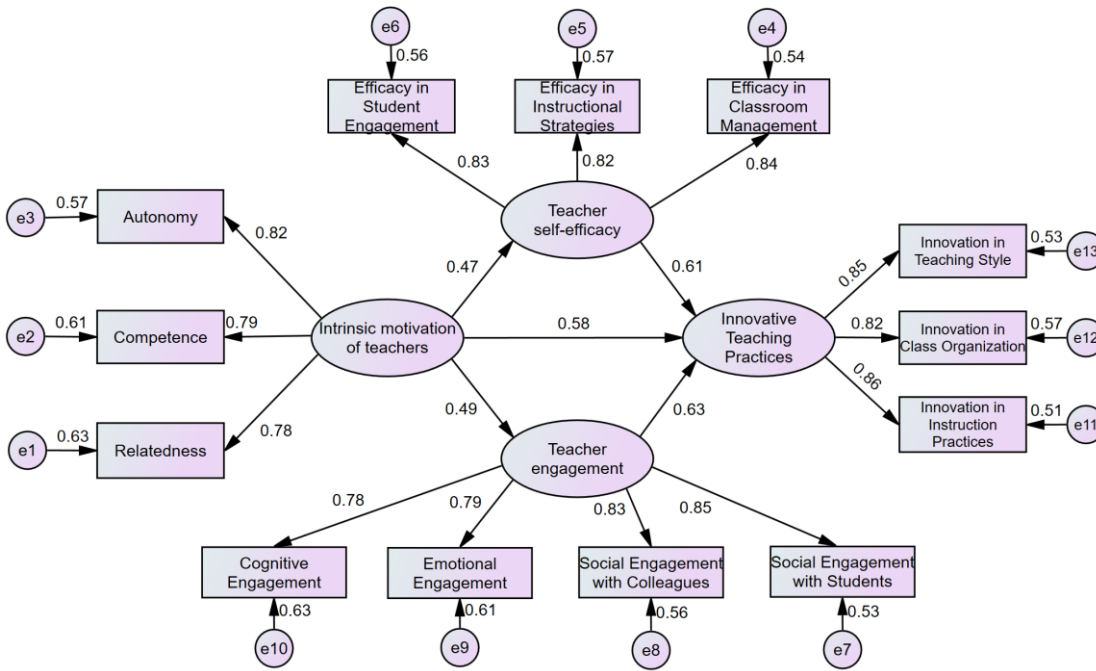 e6
e5
e4
0.56
0.57
0.54
Efficacy in
Student
Engagement
Efficacy in
Instructional
Strategies
Efficacy in
Classroom
Management
0.83
0.82
0.84
e3
0.57
Autonomy
0.82
Teacher
self-efficacy
0.47
0.61
Innovation in
Teaching Style
0.53
e13
0.85
e2
0.61
Competence
0.79
Intrinsic motivation
of teachers
0.58
Innovative
Teaching
Practices
0.82
Innovation in
Class Organization
0.57
e12
0.86
e1
0.63
Relatedness
0.78
0.49
0.63
Innovation in
Instruction
Practices
0.51
e11
Teacher
engagement
0.78
0.79
0.83
0.85
Cognitive
Engagement
Emotional
Engagement
Social Engagement
with Colleagues
Social Engagement
with Students
0.63
0.61
0.56
0.53
e10
e9
e8
e7